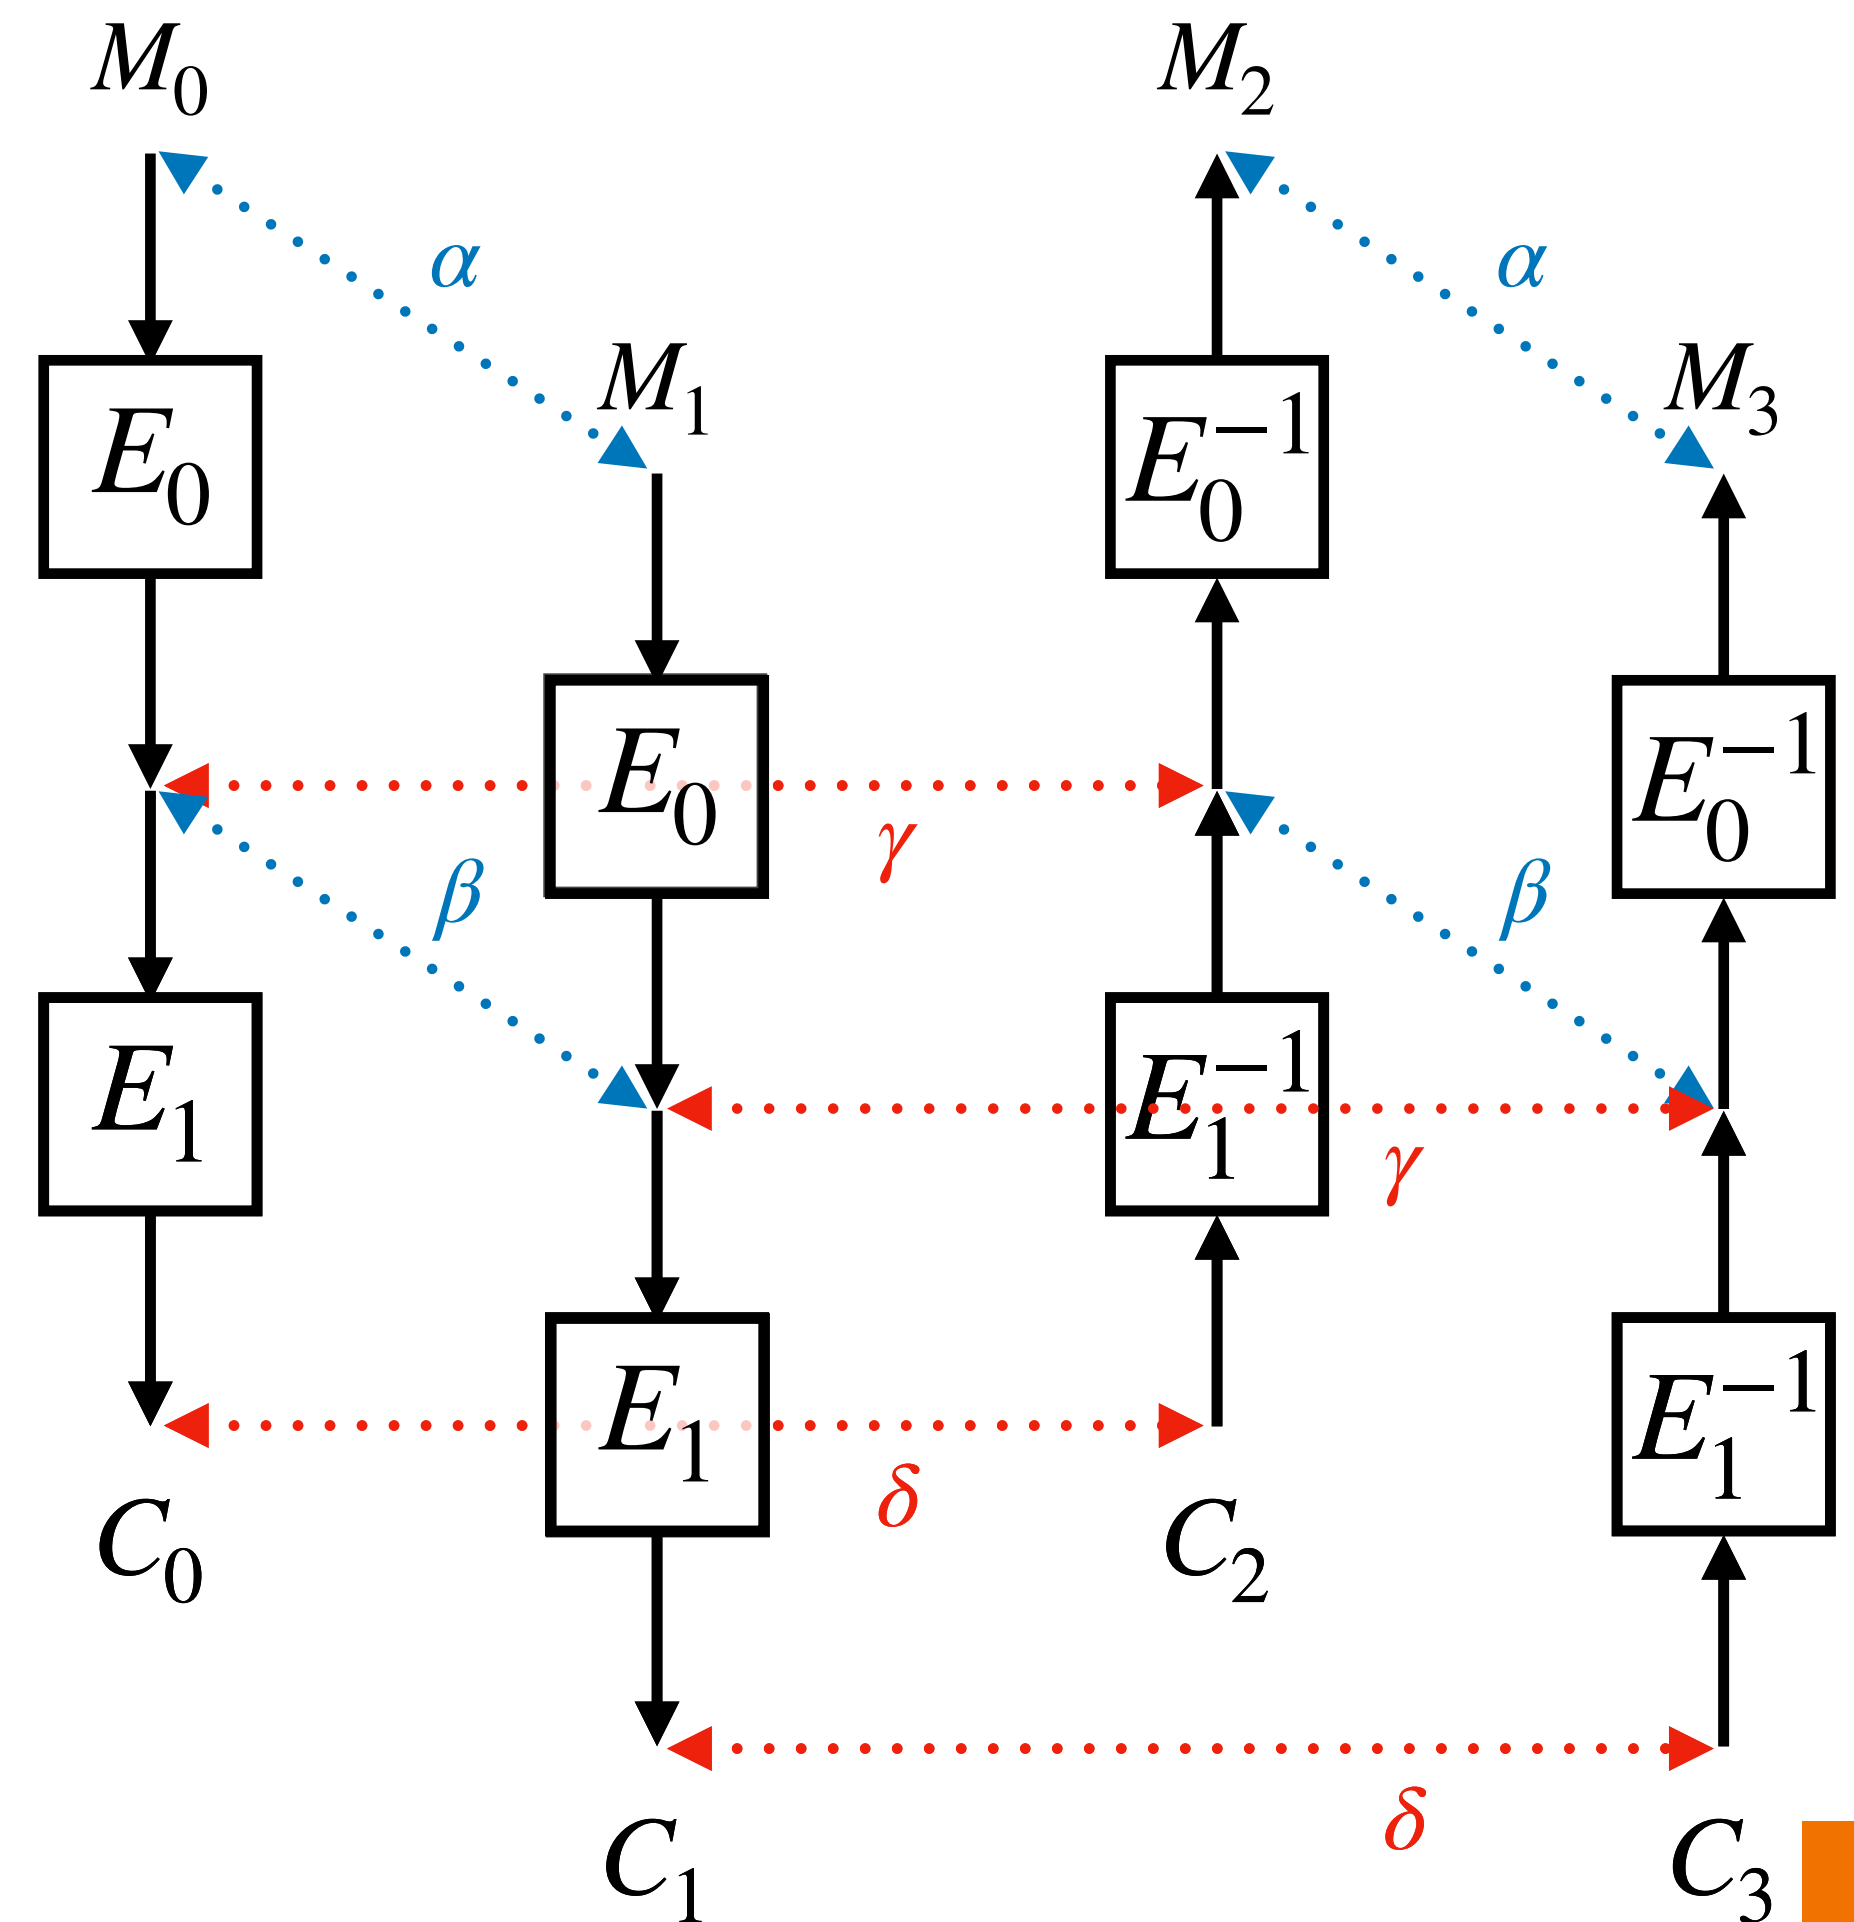 M₀ M₂
α α
M₁ M₃
E₀ E₀⁻¹
E₀ E₀⁻¹
γ
β β
E₁ E₁⁻¹
γ
E₁ E₁⁻¹
δ
C₀ C₂
δ
C₁ C₃